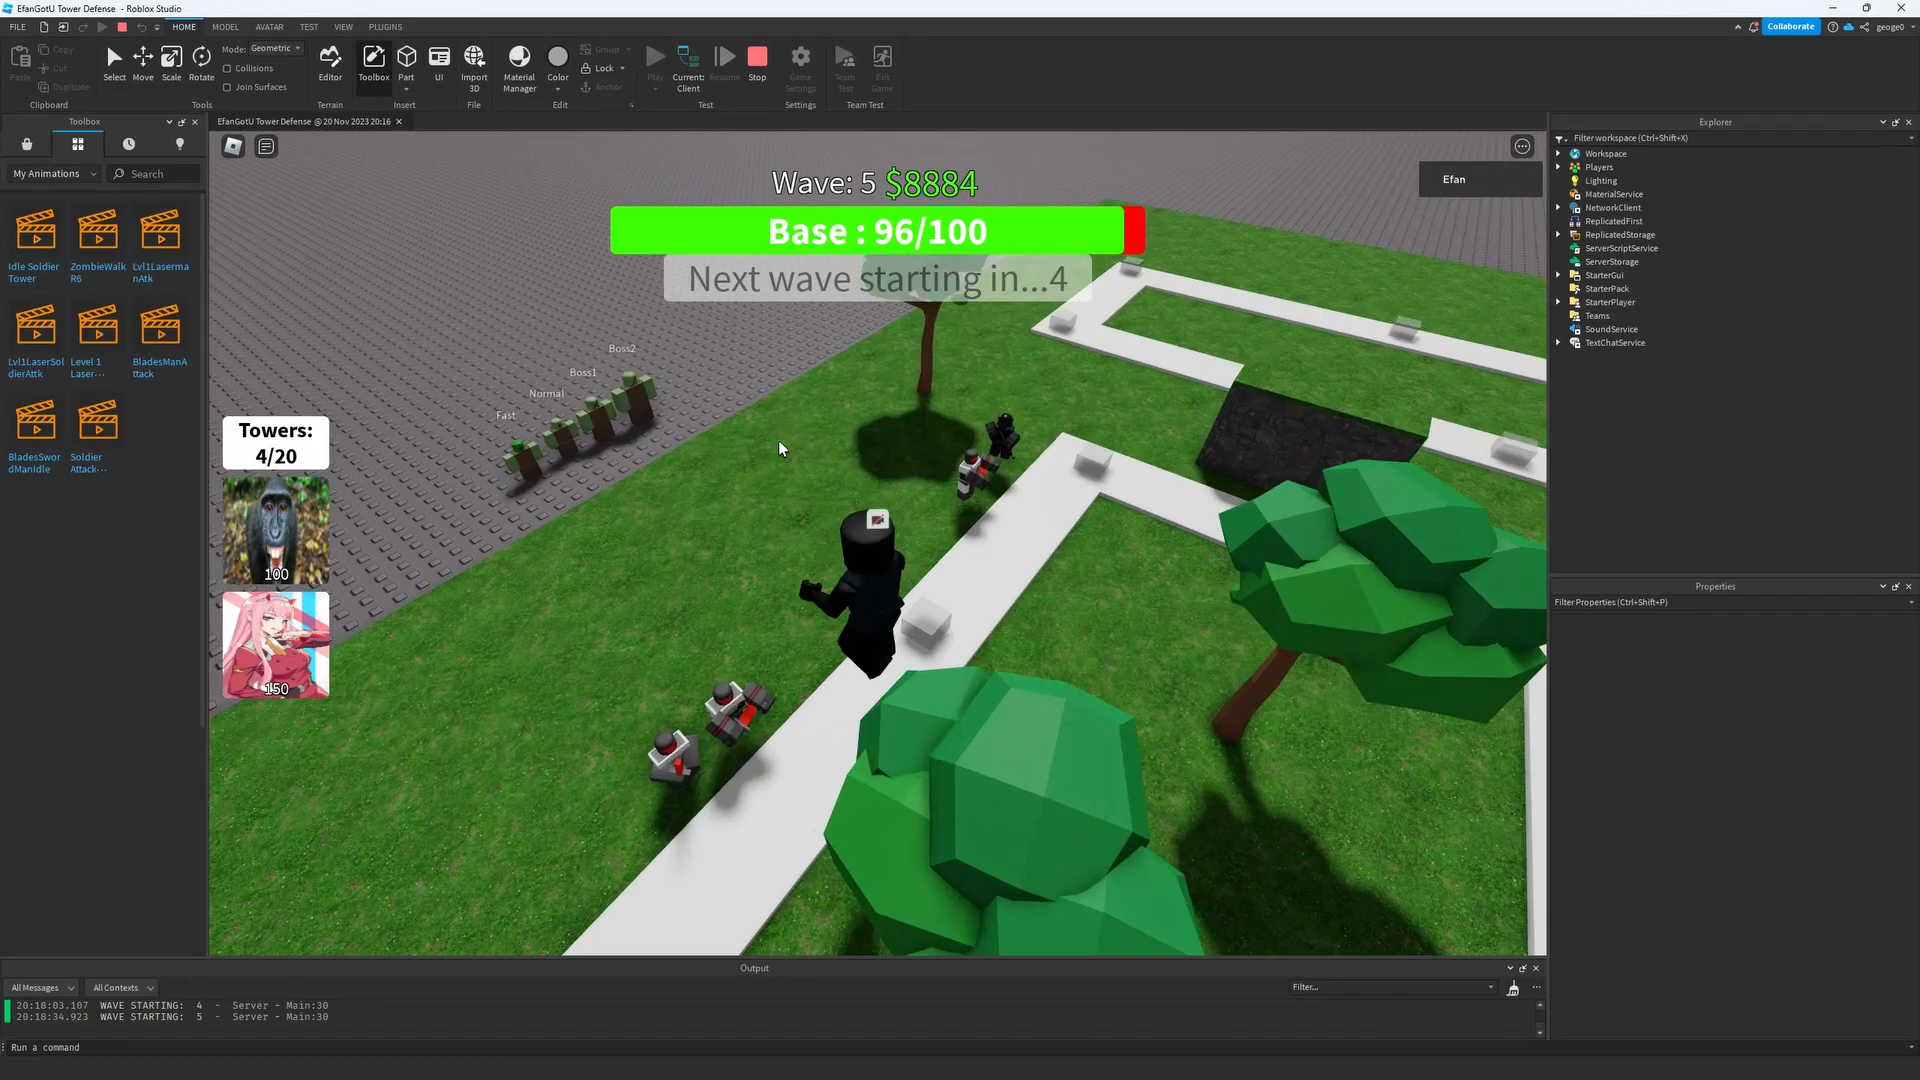 EfanGotU Tower Defense - Roblox Studio
FILE
HOME MODEL AVATAR TEST VIEW PLUGINS
Collaborate
geoge0
Paste
Copy
Cut
Duplicate
Clipboard
Select Move Scale Rotate
Mode: Geometric
Collisions
Join Surfaces
Tools
Editor
Terrain
Toolbox
Part
UI
Insert
Import 3D
File
Material Manager
Color
Group
Lock
Anchor
Edit
Play
Current: Client
Resume
Stop
Test
Game Settings
Settings
Team Test
Exit Game
Team Test
Toolbox
My Animations
Search
Idle Soldier Tower
ZombieWalk R6
Lvl1Laserma nAtk
Lvl1LaserSol dierAttk
Level 1 Laser···
BladesManA ttack
BladesSwor dManIdle
Soldier Attack···
EfanGotU Tower Defense @ 20 Nov 2023 20:16
Wave: 5 $8884
Base : 96/100
Next wave starting in...4
Efan
Boss2
Boss1
Normal
Fast
Towers:
4/20
100
150
Explorer
Filter workspace (Ctrl+Shift+X)
Workspace
Players
Lighting
MaterialService
NetworkClient
ReplicatedFirst
ReplicatedStorage
ServerScriptService
ServerStorage
StarterGui
StarterPack
StarterPlayer
Teams
SoundService
TextChatService
Properties
Filter Properties (Ctrl+Shift+P)
Output
All Messages
All Contexts
Filter...
20:18:03.107 WAVE STARTING: 4 - Server - Main:30
20:18:34.923 WAVE STARTING: 5 - Server - Main:30
Run a command